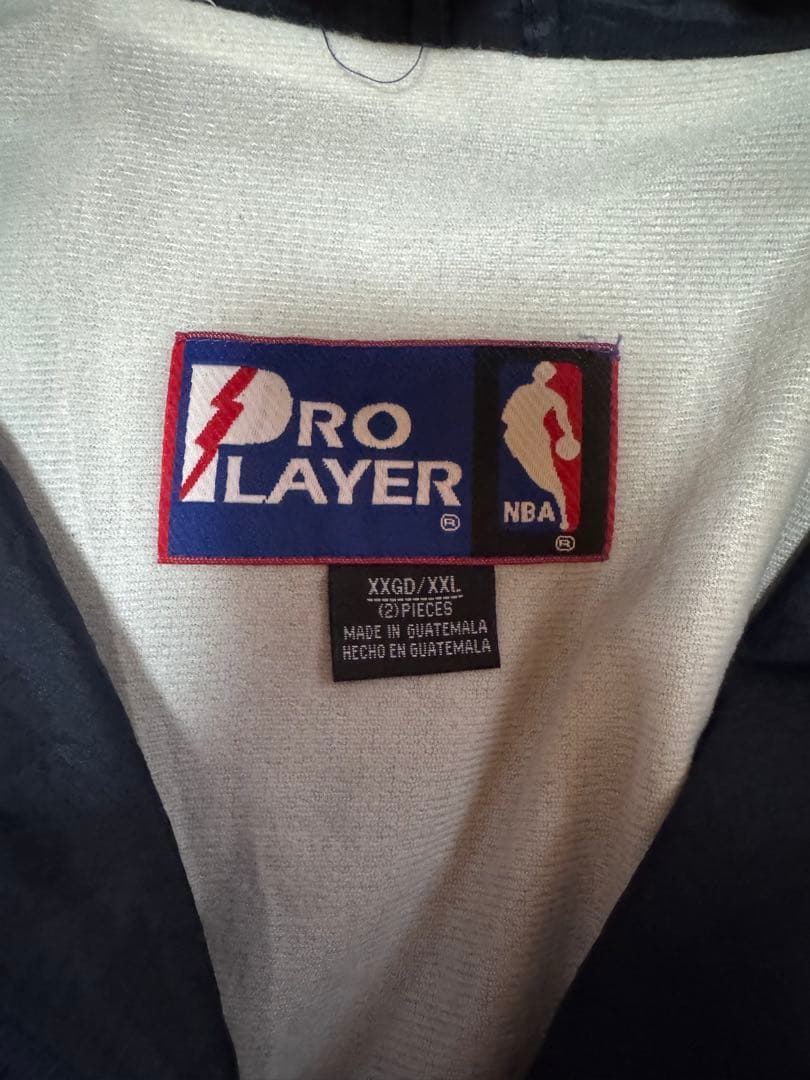 PRO
PLAYER
®
NBA
®
XXGD/XXL
(2)PIECES
MADE IN GUATEMALA
HECHO EN GUATEMALA